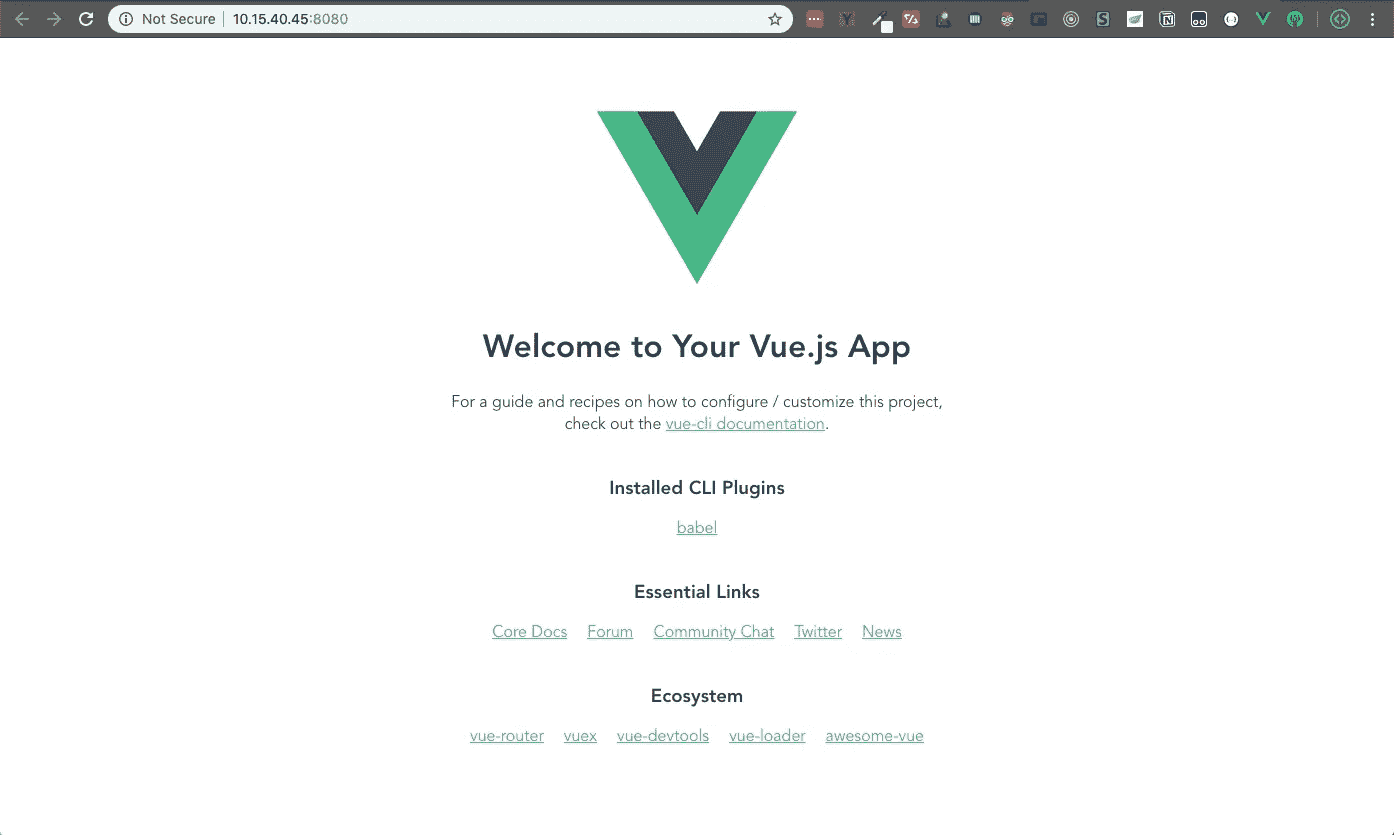 Not Secure | 10.15.40.45:8080
Welcome to Your Vue.js App
For a guide and recipes on how to configure / customize this project,
check out the vue-cli documentation.
Installed CLI Plugins
babel
Essential Links
Core Docs Forum Community Chat Twitter News
Ecosystem
vue-router vuex vue-devtools vue-loader awesome-vue